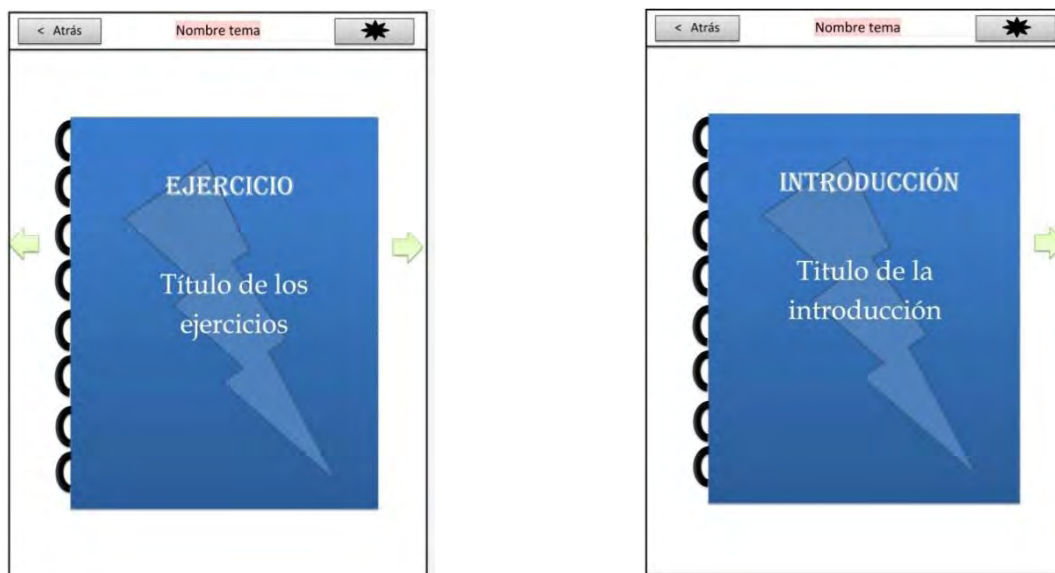 < Atrás
Nombre tema
EJERCICIO
Título de los
ejercicios
< Atrás
Nombre tema
INTRODUCCIÓN
Titulo de la
introducción